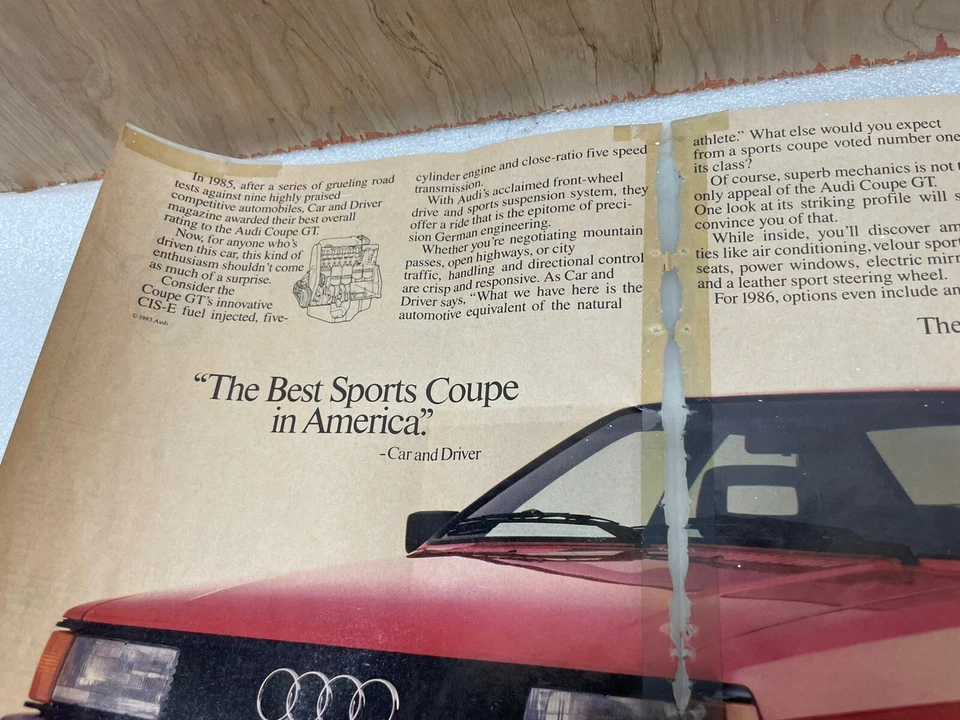 In 1985, after a series of grueling road
tests against nine highly praised
competitive automobiles, Car and Driver
magazine awarded their best overall
rating to the Audi Coupe GT.
Now, for anyone who's
driven this car, this kind of
enthusiasm shouldn't come
as much of a surprise.
Consider the
Coupe GT's innovative
CIS-E fuel injected, five-
© 1985 Audi
cylinder engine and close-ratio five speed
transmission.
With Audi's acclaimed front-wheel
drive and sports suspension system, they
offer a ride that is the epitome of preci-
sion German engineering.
Whether you're negotiating mountain
passes, open highways, or city
traffic, handling and directional control
are crisp and responsive. As Car and
Driver says, "What we have here is the
automotive equivalent of the natural
athlete." What else would you expect
from a sports coupe voted number one
its class?
Of course, superb mechanics is not
only appeal of the Audi Coupe GT.
One look at its striking profile will
convince you of that.
While inside, you'll discover
ties like air conditioning, velour sport
seats, power windows, electric
and a leather sport steering wheel.
For 1986, options even include
The
"The Best Sports Coupe
in America."
-Car and Driver